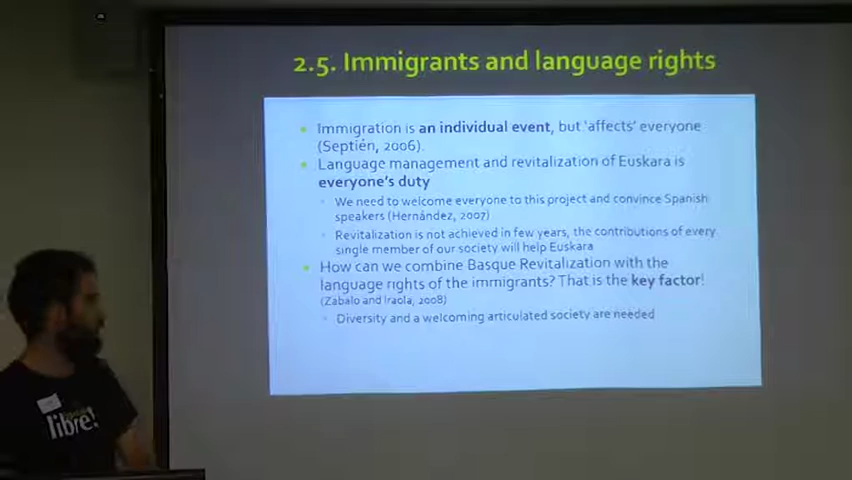 2.5. Immigrants and language rights
Immigration is an individual event, but 'affects' everyone
(Septién, 2006).
Language management and revitalization of Euskara is
everyone's duty
We need to welcome everyone to this project and convince Spanish
speakers (Hernández, 2007)
Revitalization is not achieved in few years, the contributions of every
single member of our society will help Euskara
How can we combine Basque Revitalization with the
language rights of the immigrants? That is the key factor!
(Zabalo and Iraola, 2008)
Diversity and a welcoming articulated society are needed
libre!